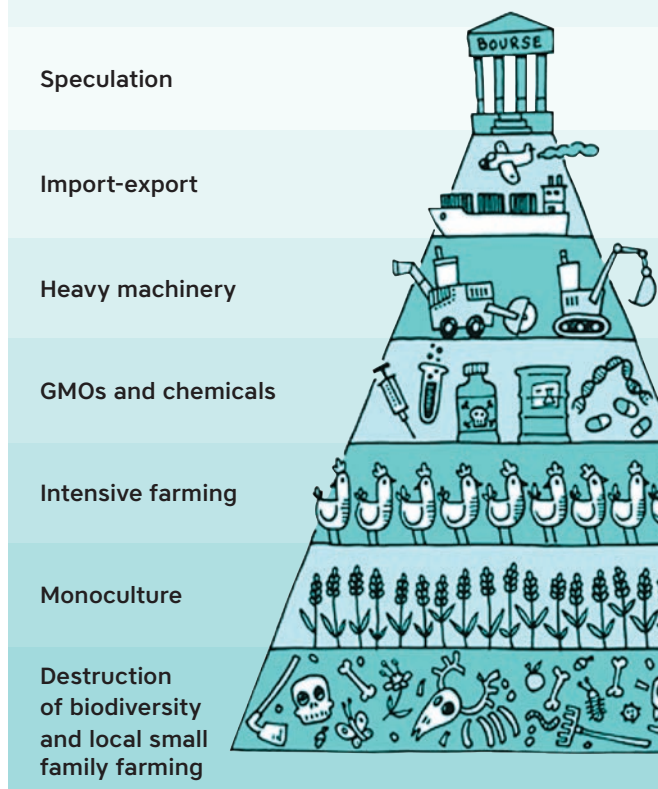 BOURSE
Speculation
Import-export
Heavy machinery
GMOs and chemicals
Intensive farming
Monoculture
Destruction
of biodiversity
and local small
family farming